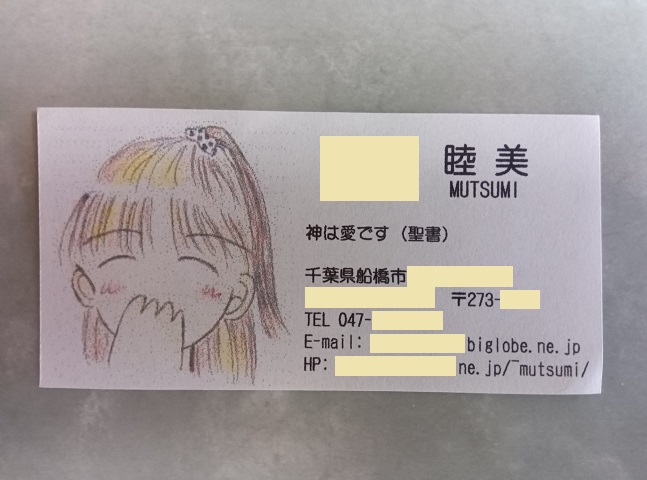 睦美
MUTSUMI
神は愛です（聖書）
千葉県船橋市
〒273-
TEL 047-
E-mail: biglobe.ne.jp
HP: ne.jp/~mutsumi/